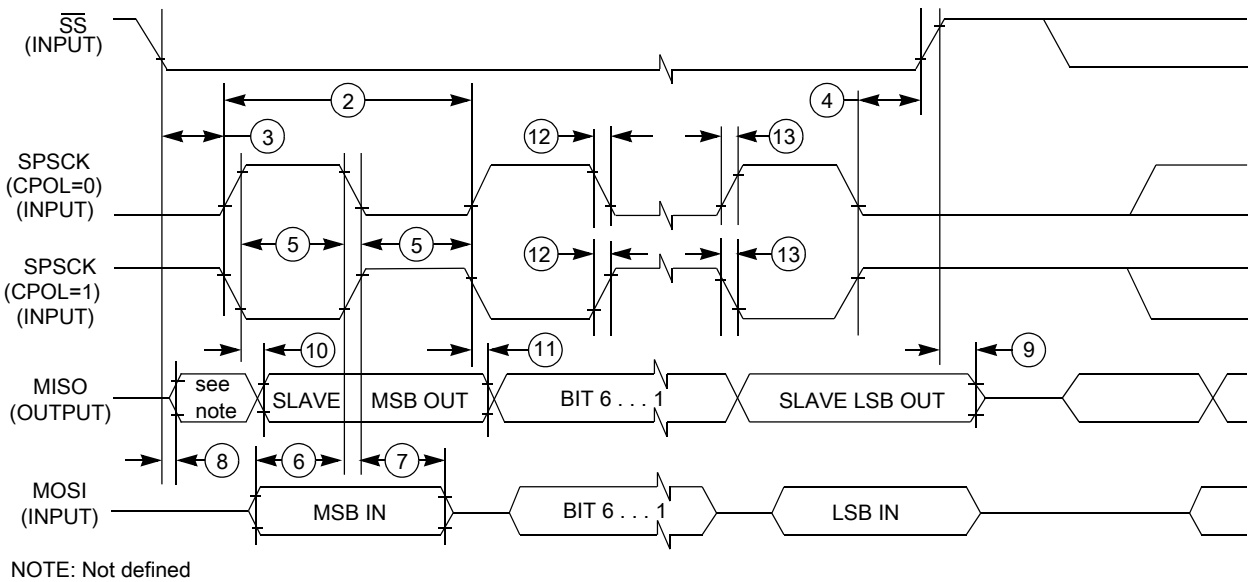 SS
(INPUT)
2
4
3
12
13
SPSCK
(CPOL=0)
(INPUT)
5
5
SPSCK
(CPOL=1)
(INPUT)
12
13
10
11
9
MISO
(OUTPUT)
see
note
SLAVE
MSB OUT
BIT 6 . . . 1
SLAVE LSB OUT
8
6
7
MOSI
(INPUT)
MSB IN
BIT 6 . . . 1
LSB IN
NOTE: Not defined